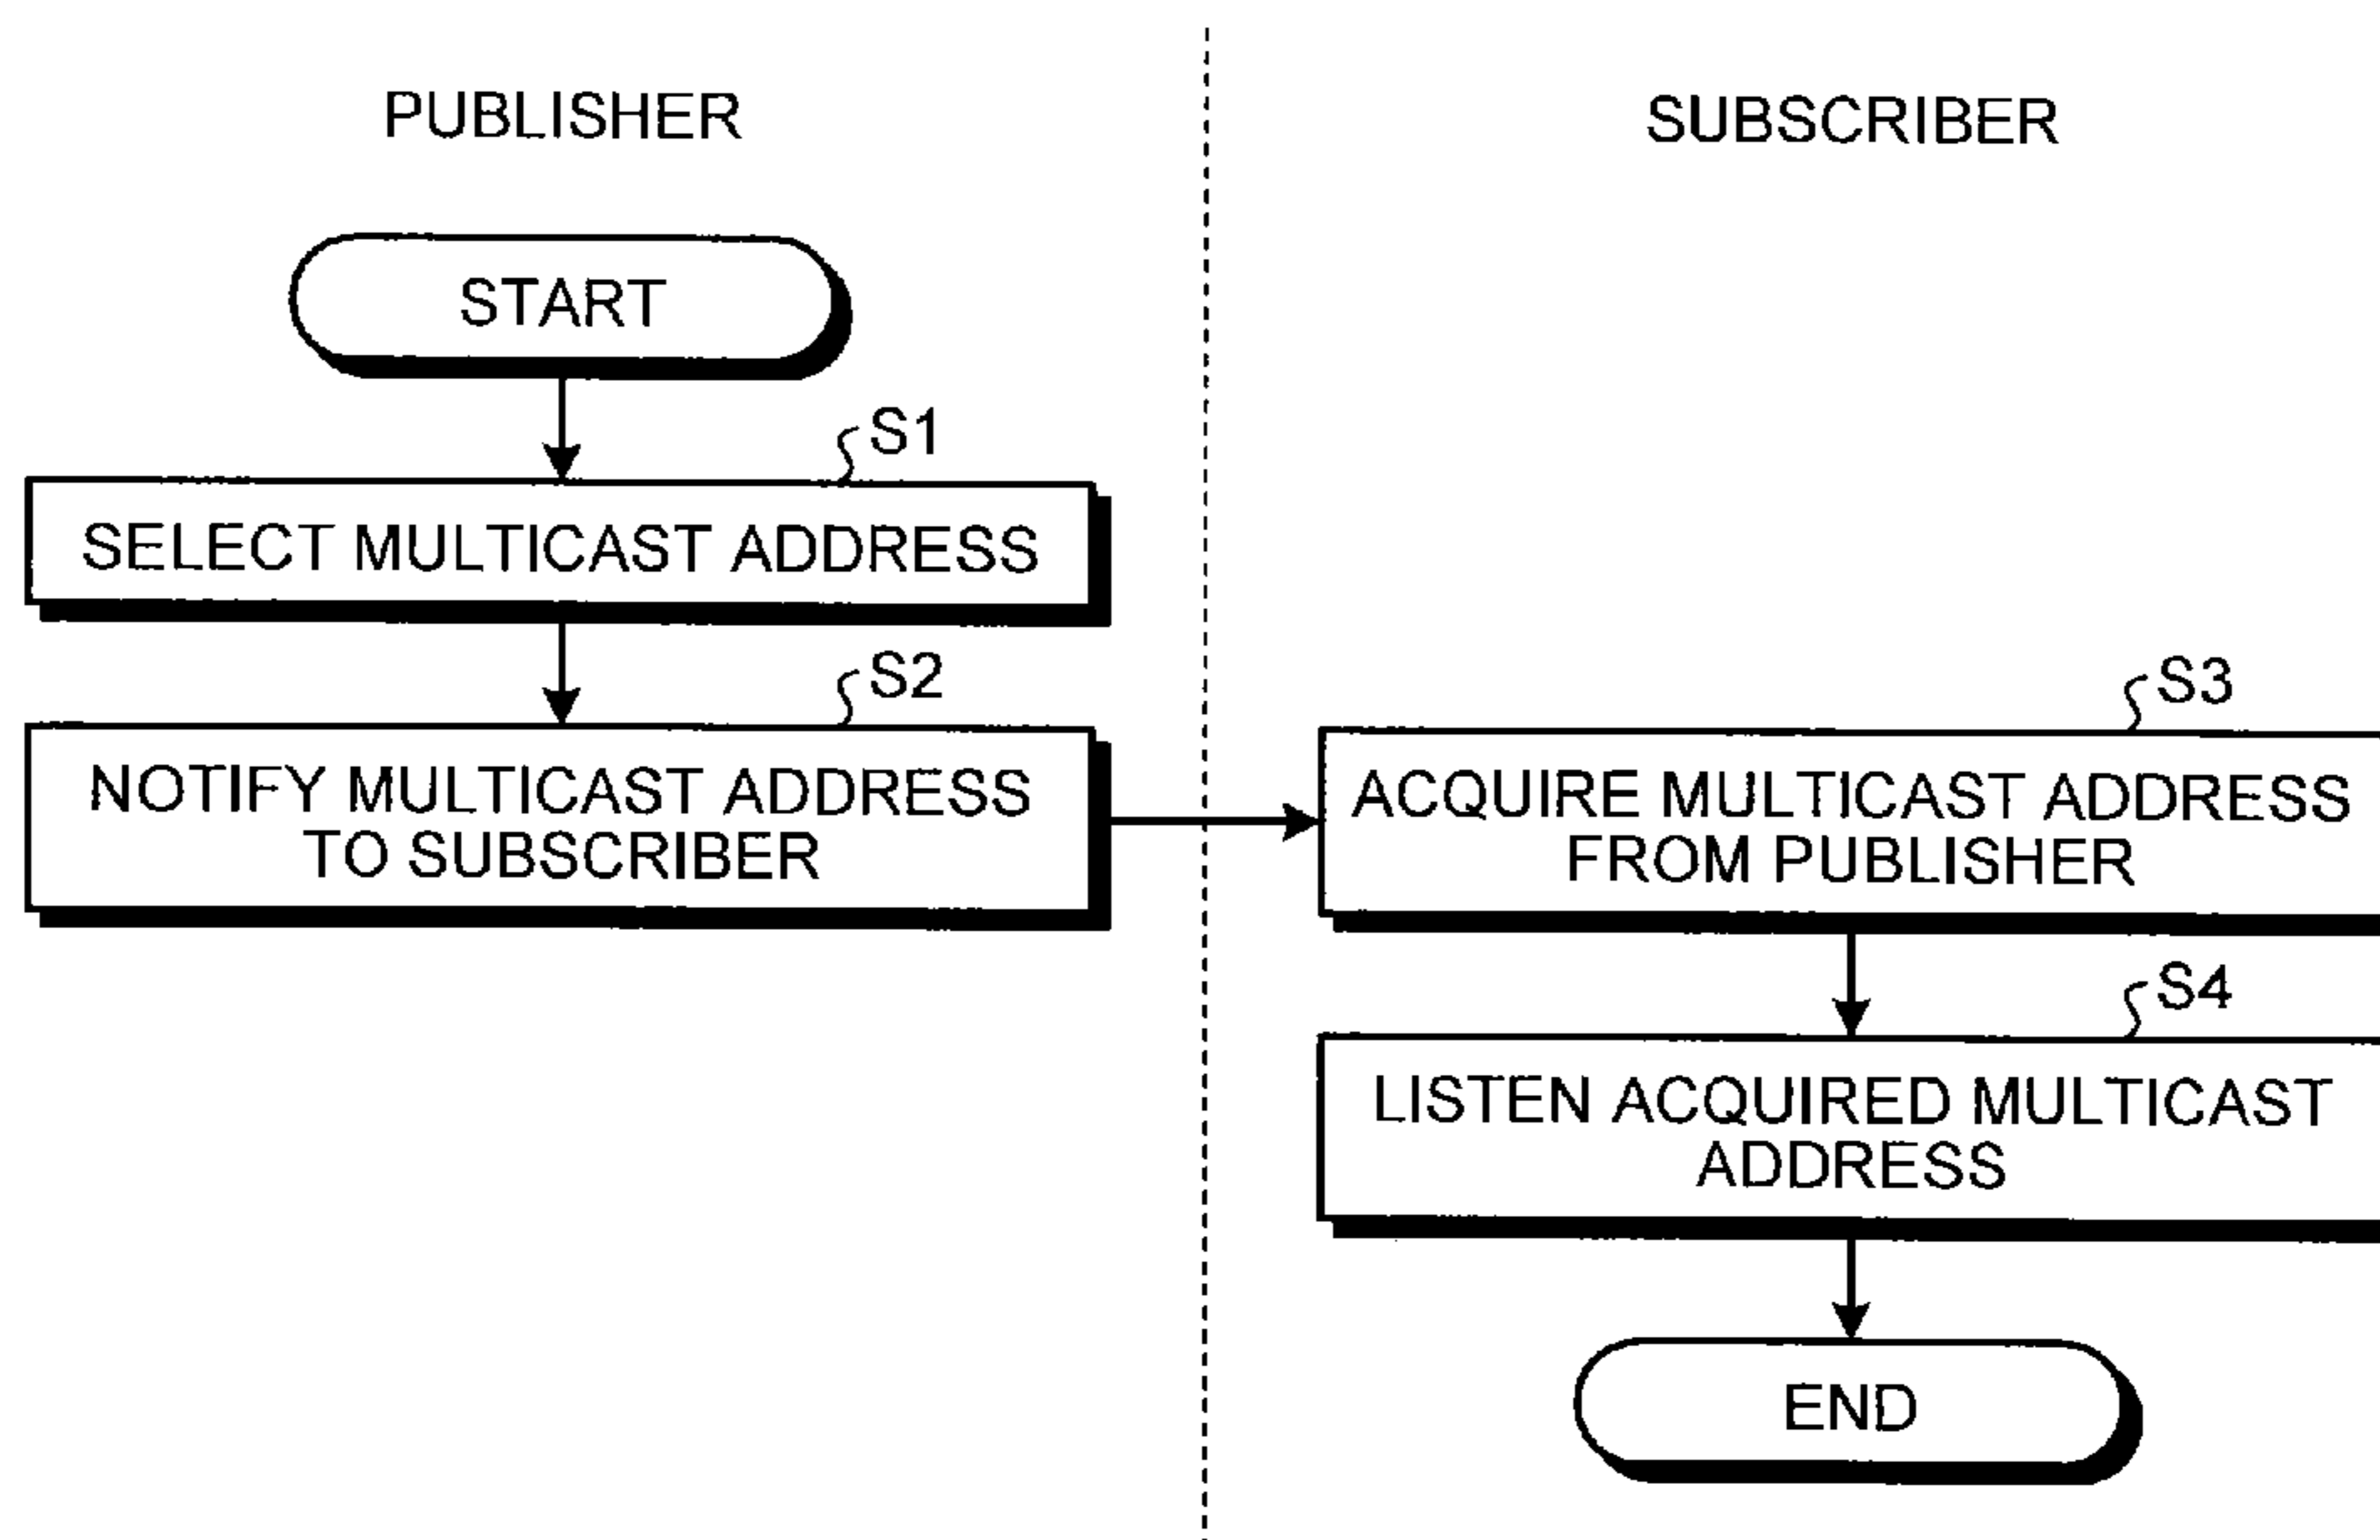 PUBLISHER
SUBSCRIBER
START
S1
SELECT MULTICAST ADDRESS
S2
NOTIFY MULTICAST ADDRESS
TO SUBSCRIBER
S3
ACQUIRE MULTICAST ADDRESS
FROM PUBLISHER
S4
LISTEN ACQUIRED MULTICAST
ADDRESS
END